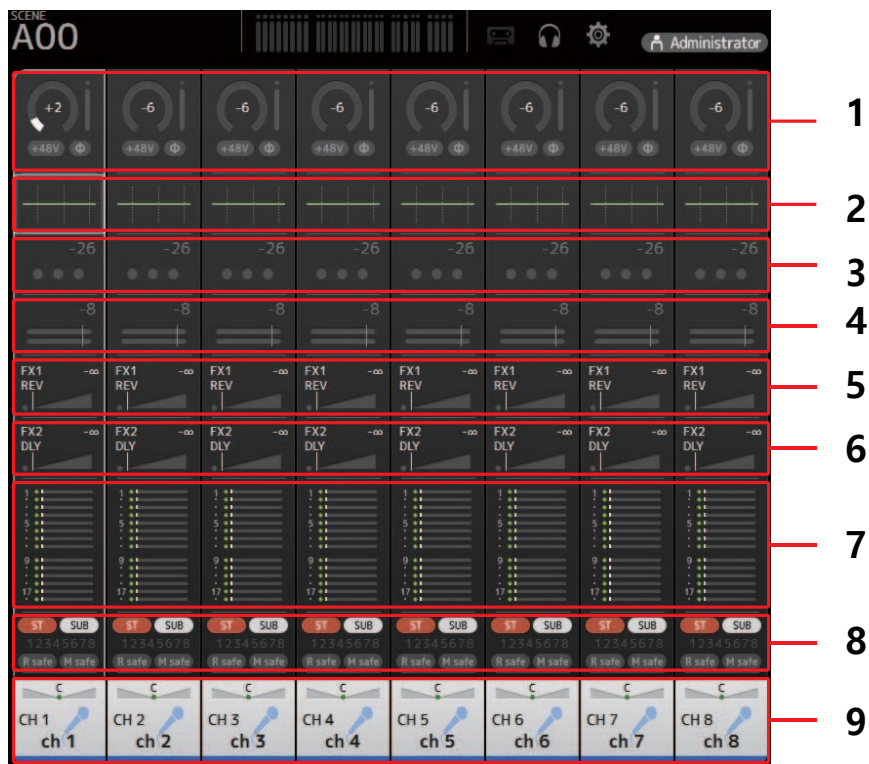 SCENE
A00
Administrator
+2 -6 -6 -6 -6 -6 -6 -6
+48V Φ +48V Φ +48V Φ +48V Φ +48V Φ +48V Φ +48V Φ +48V Φ
1
2
-26 -26 -26 -26 -26 -26 -26 -26
3
-8 -8 -8 -8 -8 -8 -8 -8
4
FX1 -∞ FX1 -∞ FX1 -∞ FX1 -∞ FX1 -∞ FX1 -∞ FX1 -∞ FX1 -∞
REV REV REV REV REV REV REV REV
5
FX2 -∞ FX2 -∞ FX2 -∞ FX2 -∞ FX2 -∞ FX2 -∞ FX2 -∞ FX2 -∞
DLY DLY DLY DLY DLY DLY DLY DLY
6
1 1 1 1 1 1 1 1
5 5 5 5 5 5 5 5
9 9 9 9 9 9 9 9
17 17 17 17 17 17 17 17
7
ST SUB ST SUB ST SUB ST SUB ST SUB ST SUB ST SUB ST SUB
12345678 12345678 12345678 12345678 12345678 12345678 12345678 12345678
R safe M safe R safe M safe R safe M safe R safe M safe R safe M safe R safe M safe R safe M safe R safe M safe
8
C C C C C C C C
CH 1 CH 2 CH 3 CH 4 CH 5 CH 6 CH 7 CH 8
ch 1 ch 2 ch 3 ch 4 ch 5 ch 6 ch 7 ch 8
9